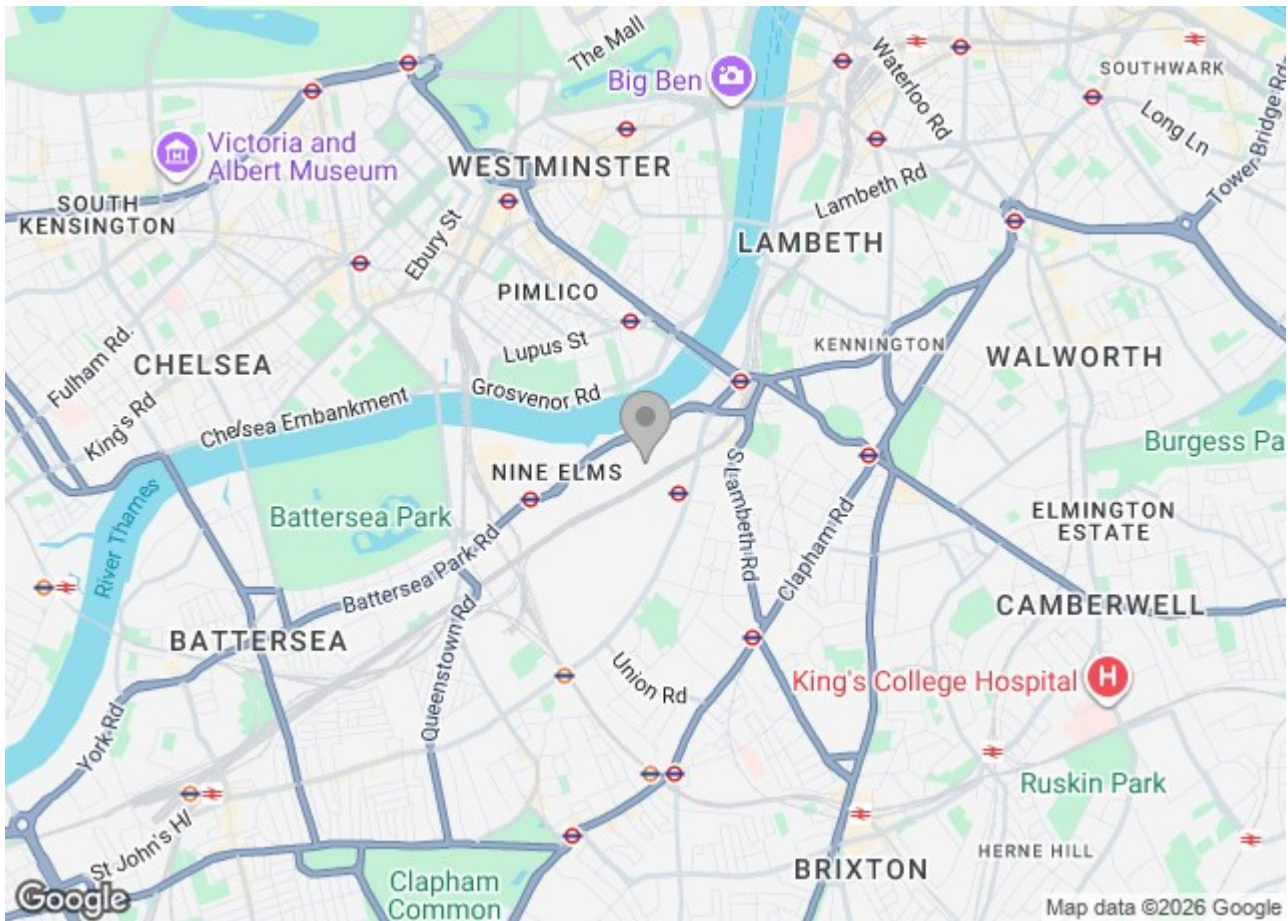 The Mall
Waterloo Rd
SOUTHWARK
Big Ben
Long Ln
Tower Bridge Rd
Victoria and
Albert Museum
WESTMINSTER
Lambeth Rd
SOUTH
KENSINGTON
Ebury St
LAMBETH
PIMLICO
Lupus St
KENNINGTON
WALWORTH
Fulham Rd.
CHELSEA
King's Rd
Chelsea Embankment
Grosvenor Rd
Burgess Pa
NINE ELMS
S Lambeth Rd
Clapham Rd
Battersea Park
ELMINGTON
ESTATE
River Thames
Battersea Park Rd
CAMBERWELL
BATTERSEA
Queenstown Rd
Union Rd
King's College Hospital
H
York Rd
Ruskin Park
St John's Hl
BRIXTON
HERNE HILL
Clapham
Common
Google
Map data ©2026 Google